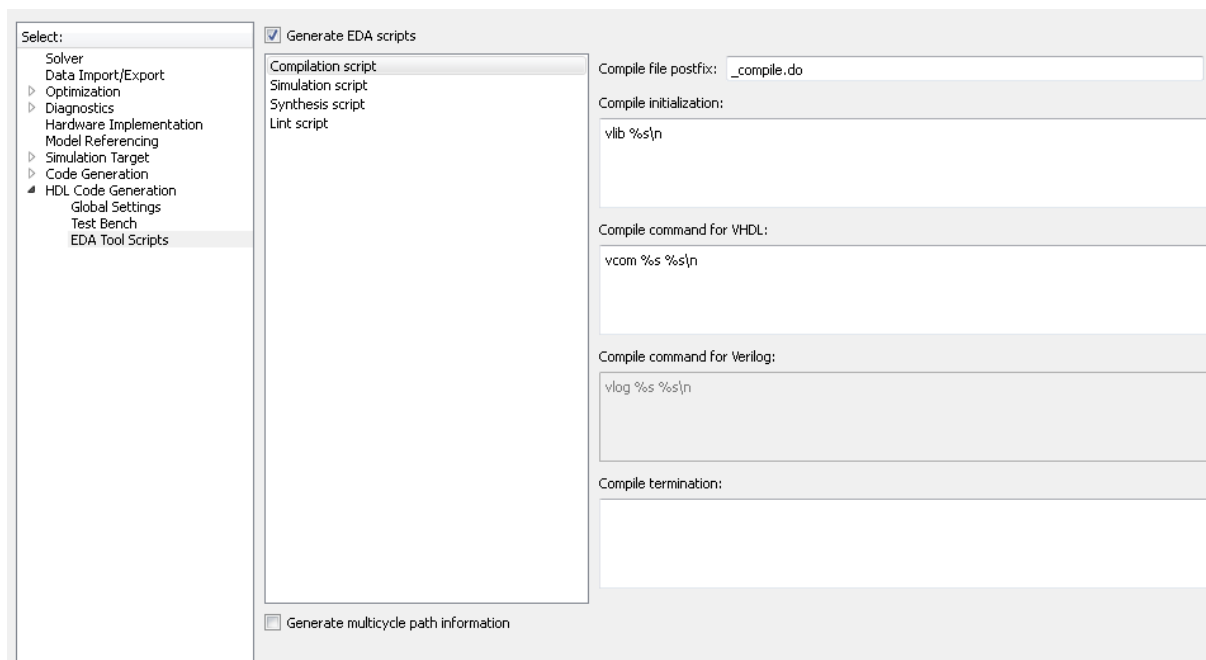 Select:
Solver
Data Import/Export
Optimization
Diagnostics
Hardware Implementation
Model Referencing
Simulation Target
Code Generation
HDL Code Generation
Global Settings
Test Bench
EDA Tool Scripts
Generate EDA scripts
Compilation script
Simulation script
Synthesis script
Lint script
Compile file postfix: _compile.do
Compile initialization:
vlib %s\n
Compile command for VHDL:
vcom %s %s\n
Compile command for Verilog:
vlog %s %s\n
Compile termination:
Generate multicycle path information